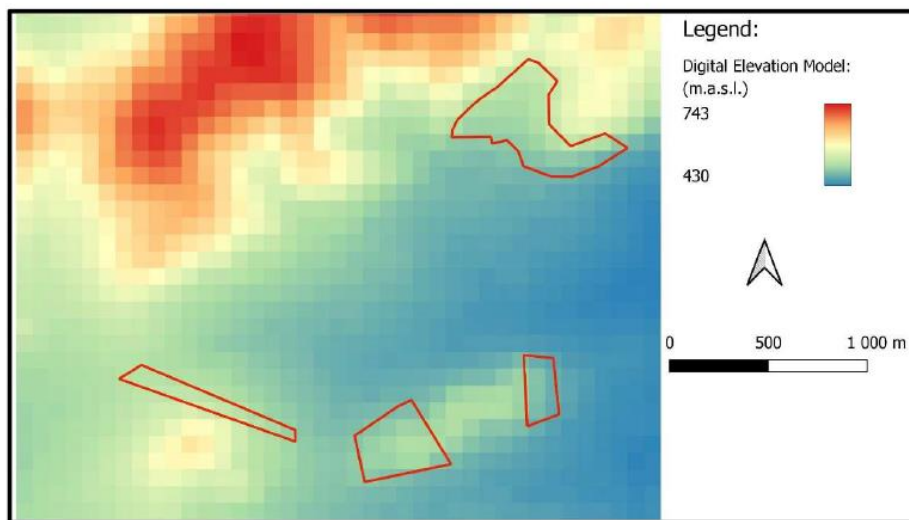 Legend:
Digital Elevation Model:
(m.a.s.l.)
743
430
0 500 1 000 m